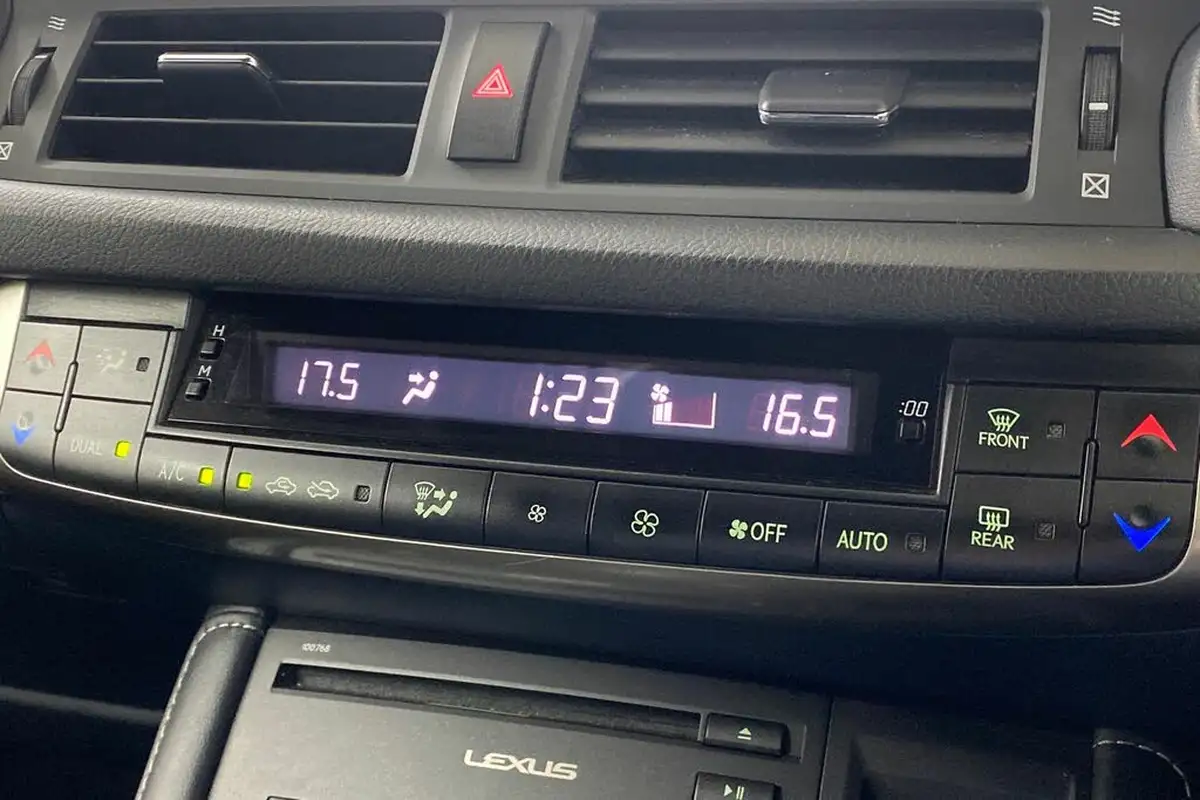 H
M
17.5 1:23 16.5
:00
FRONT
DUAL
A/C
OFF
AUTO
REAR
100768
LEXUS